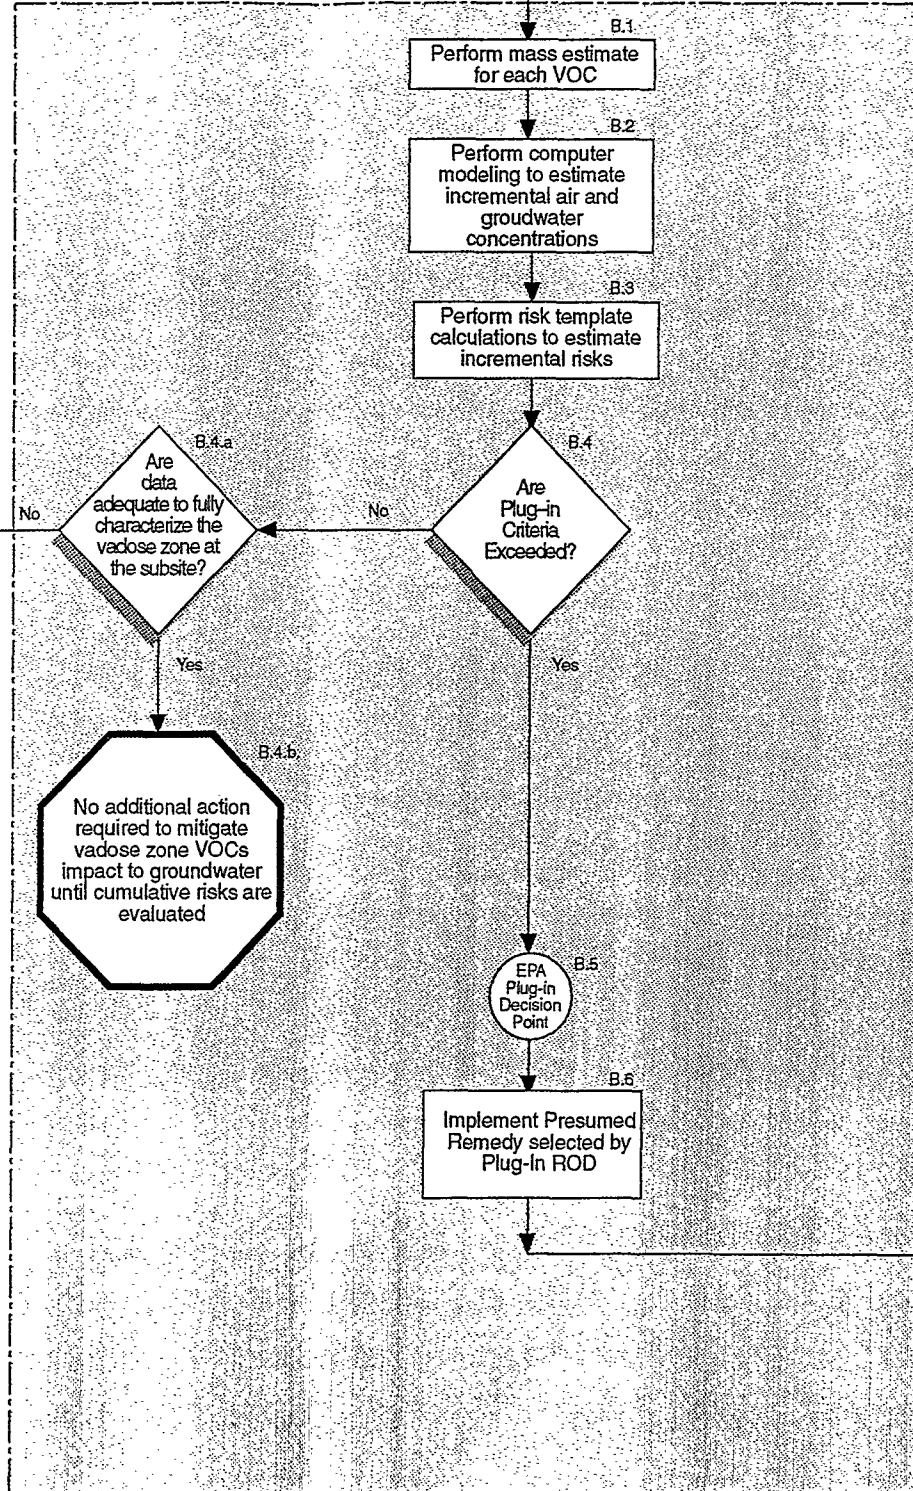 B.1
Perform mass estimate
for each VOC
B.2
Perform computer
modeling to estimate
incremental air and
groudwater
concentrations
B.3
Perform risk template
calculations to estimate
incremental risks
B.4
Are
Plug-in
Criteria
Exceeded?
No
Yes
B.4.a
Are
data
adequate to fully
characterize the
vadose zone at
the subsite?
No
Yes
B.4.b.
No additional action
required to mitigate
vadose zone VOCs
impact to groundwater
until cumulative risks are
evaluated
B.5
EPA
Plug-in
Decision
Point
B.6
Implement Presumed
Remedy selected by
Plug-In ROD